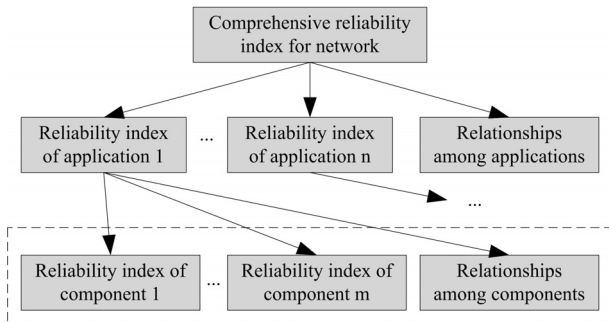 Comprehensive reliability
index for network
Reliability index
of application 1
...
Reliability index
of application n
Relationships
among applications
...
Reliability index of
component 1
...
Reliability index of
component m
Relationships
among components